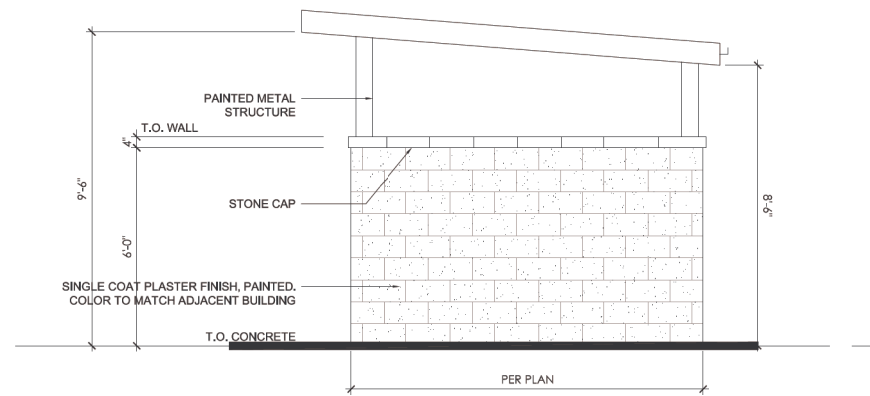 PAINTED METAL
STRUCTURE
T.O. WALL
4"
9'-6"
STONE CAP
8'-6"
6'-0"
SINGLE COAT PLASTER FINISH, PAINTED.
COLOR TO MATCH ADJACENT BUILDING
T.O. CONCRETE
PER PLAN